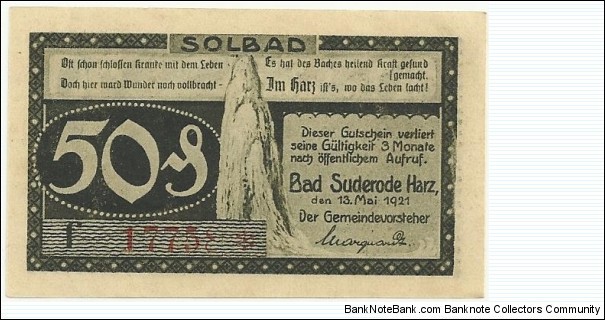 SOLBAD
Oft schon schlossen Kranke mit dem Leben -
Doch hier ward Wunder noch vollbracht -
Es hat des Baches heilend Kraft gesund
[gemacht.
Im Harz ist's, wo das Leben lacht!
50 ₰
Dieser Gutschein verliert
seine Gültigkeit 3 Monate
nach öffentlichem Aufruf.
Bad Suderode Harz,
den 13. Mai 1921
Der Gemeindevorsteher
f 17758 *
BankNoteBank.com - Banknote Collectors Community